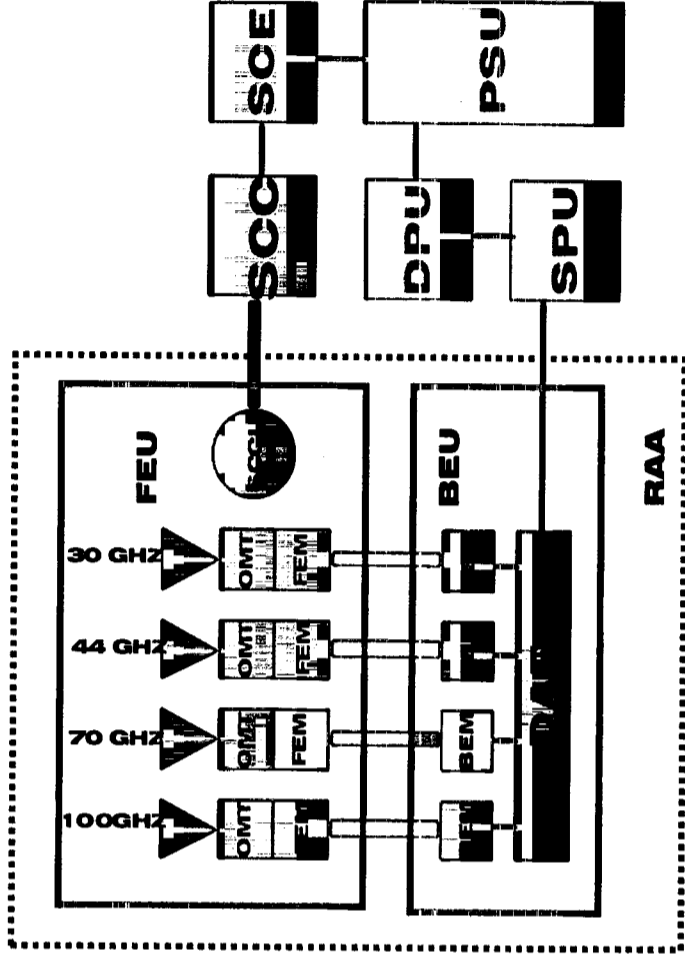 SCE
PSU
SCC
DPU
SPU
FEU
BEU
RAA
30 GHZ
OMT
FEM
44 GHZ
OMT
FEM
70 GHZ
OMT
FEM
BEM
100GHZ
OMT